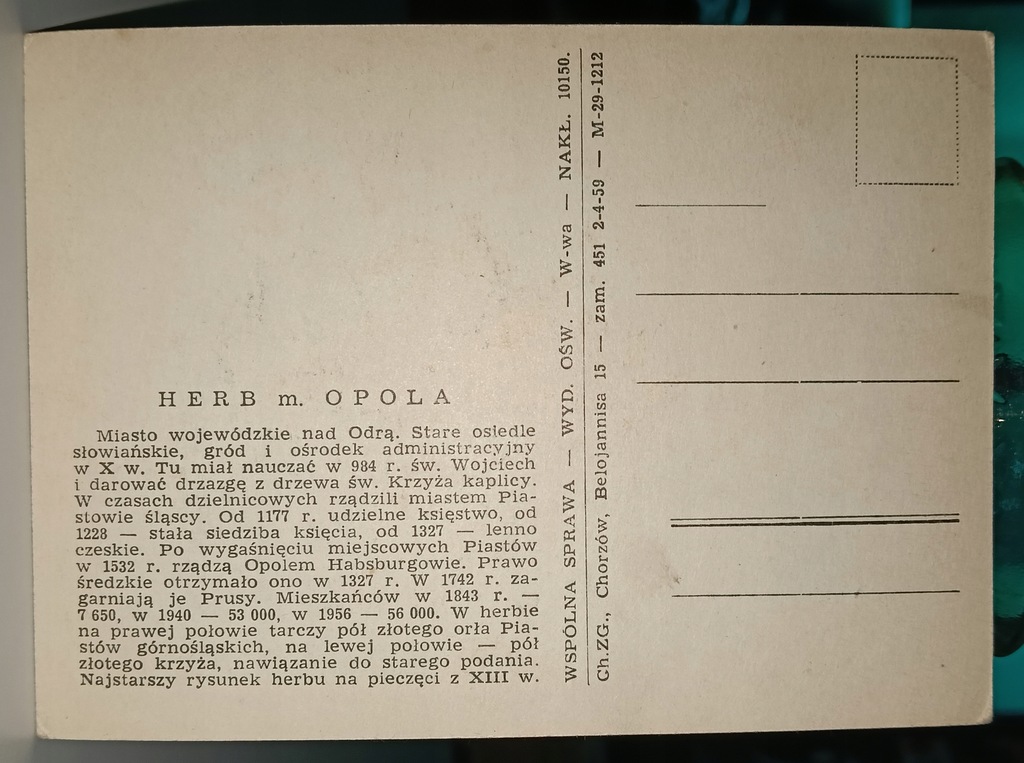 HERB m. OPOLA
Miasto wojewódzkie nad Odrą. Stare osiedle
słowiańskie, gród i ośrodek administracyjny
w X w. Tu miał nauczać w 984 r. św. Wojciech
i darować drzazgę z drzewa św. Krzyża kaplicy.
W czasach dzielnicowych rządzili miastem Pia-
stowie śląscy. Od 1177 r. udzielne księstwo, od
1228 — stała siedziba księcia, od 1327 — lenno
czeskie. Po wygaśnięciu miejscowych Piastów
w 1532 r. rządzą Opolem Habsburgowie. Prawo
średzkie otrzymało ono w 1327 r. W 1742 r. za-
garniają je Prusy. Mieszkańców w 1843 r. —
7 650, w 1940 — 53 000, w 1956 — 56 000. W herbie
na prawej połowie tarczy pół złotego orła Pia-
stów górnośląskich, na lewej połowie — pół
złotego krzyża, nawiązanie do starego podania.
Najstarszy rysunek herbu na pieczęci z XIII w.
WSPÓLNA SPRAWA — WYD. OŚW. — W-wa — NAKŁ. 10150.
Ch.ZG., Chorzów, Belojannisa 15 — zam. 451 2-4-59 — M-29-1212